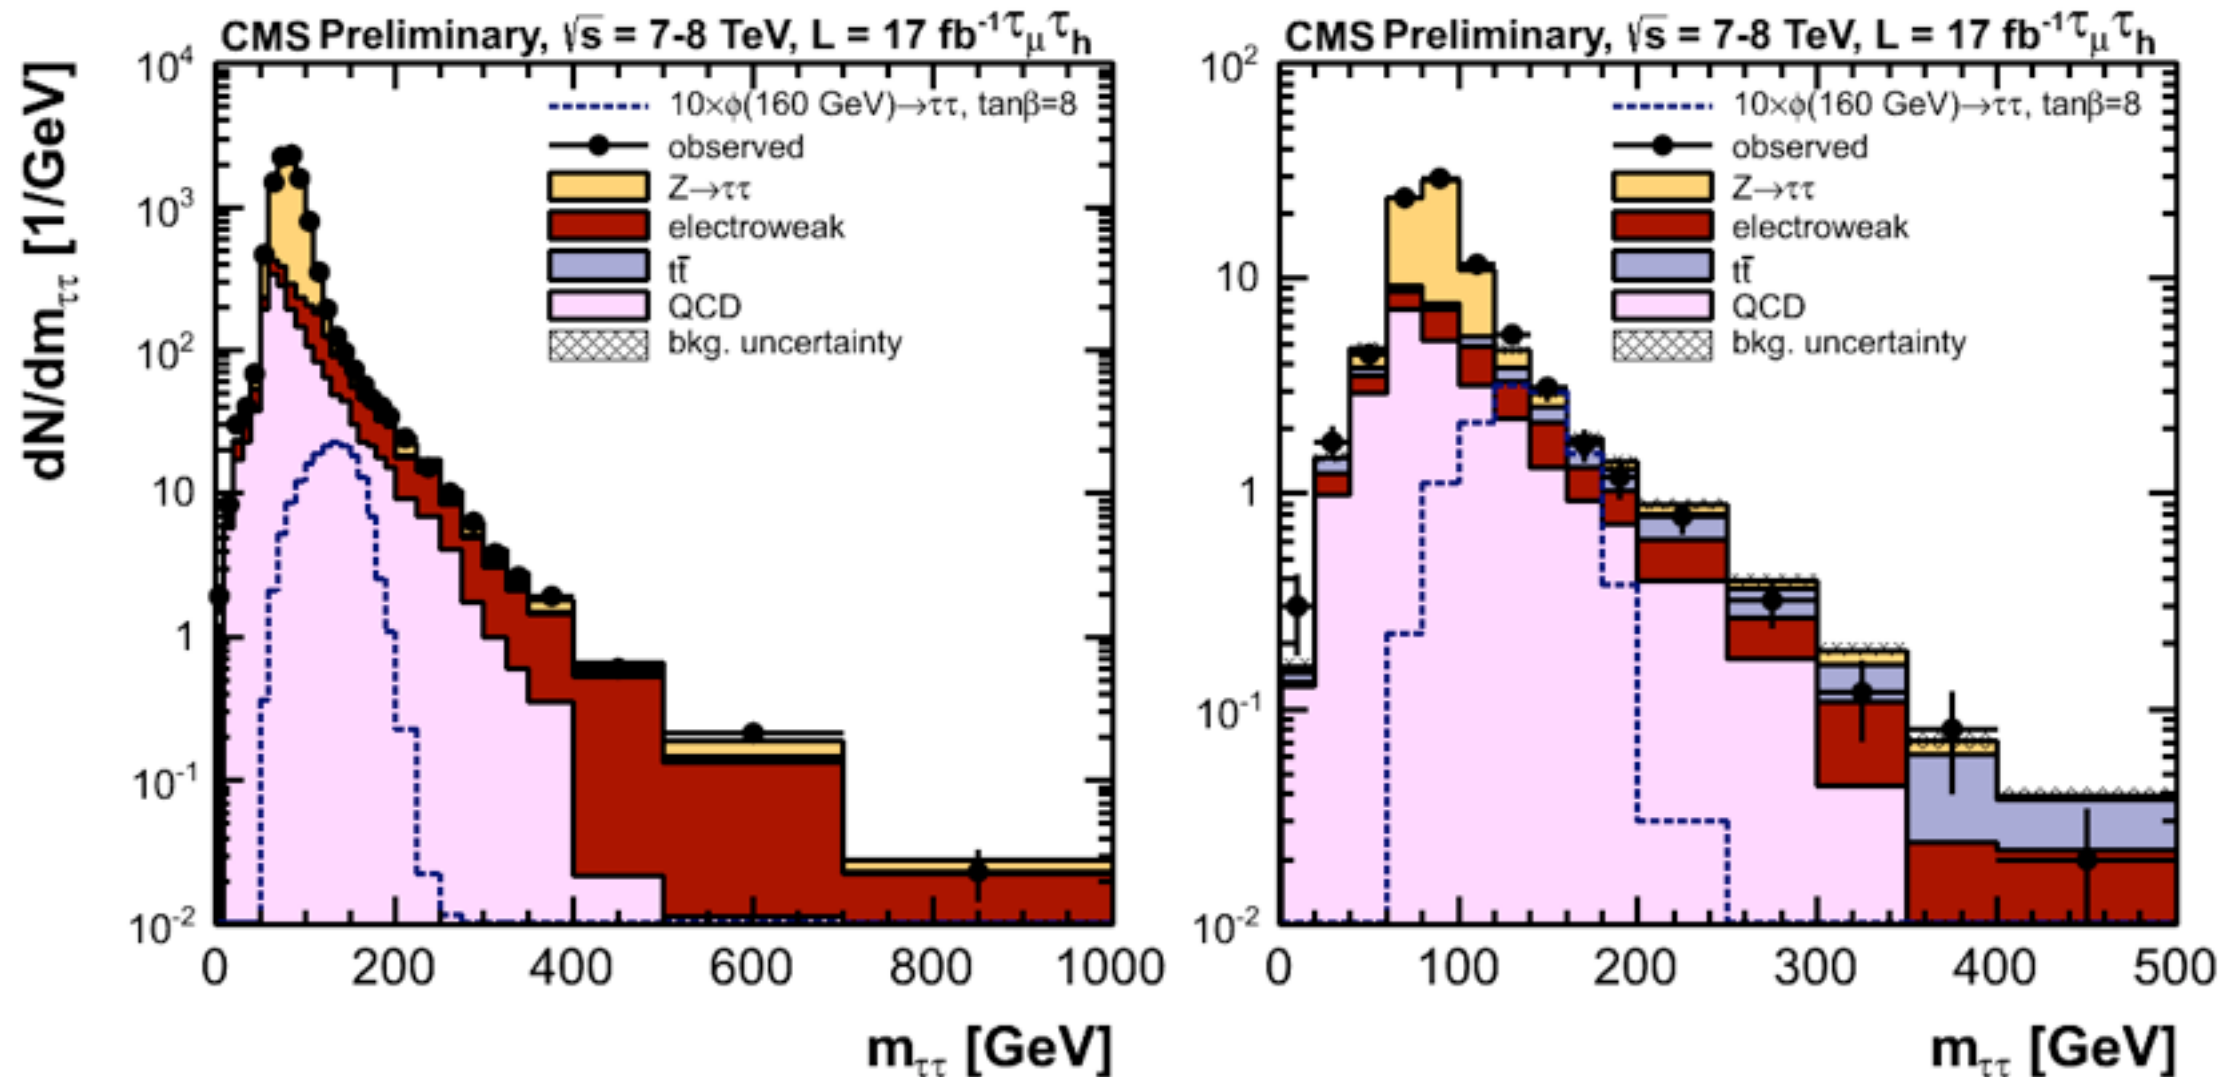 CMS Preliminary, √s = 7-8 TeV, L = 17 fb⁻¹ τμτh
dN/dmττ [1/GeV]
10⁴
10³
10²
10
1
10⁻¹
10⁻²
10×ϕ(160 GeV)→ττ, tanβ=8
observed
Z→ττ
electroweak
tt̄
QCD
bkg. uncertainty
0 200 400 600 800 1000
mττ [GeV]
CMS Preliminary, √s = 7-8 TeV, L = 17 fb⁻¹ τμτh
10²
10
1
10⁻¹
10⁻²
10×ϕ(160 GeV)→ττ, tanβ=8
observed
Z→ττ
electroweak
tt̄
QCD
bkg. uncertainty
0 100 200 300 400 500
mττ [GeV]